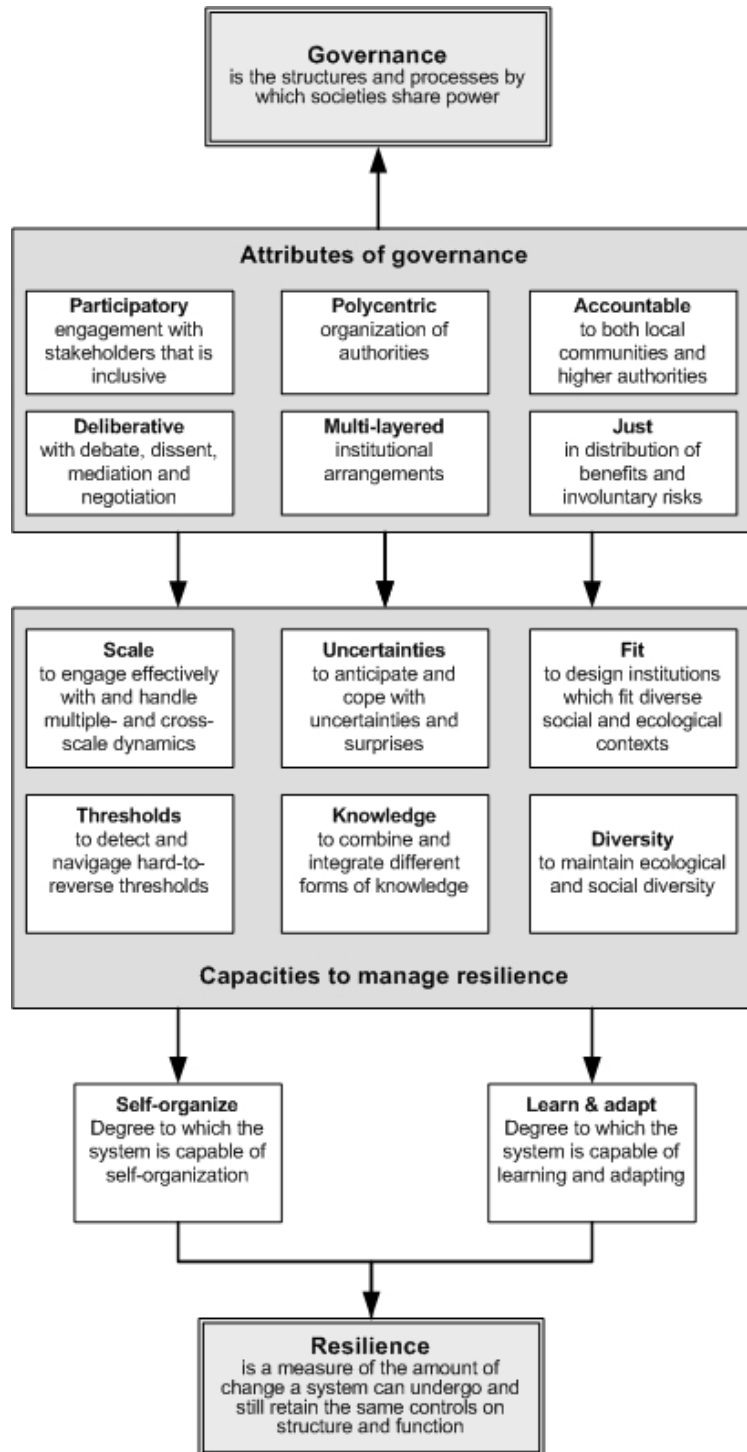 Governance
is the structures and processes by
which societies share power
Attributes of governance
Participatory
engagement with
stakeholders that is
inclusive
Polycentric
organization of
authorities
Accountable
to both local
communities and
higher authorities
Deliberative
with debate, dissent,
mediation and
negotiation
Multi-layered
institutional
arrangements
Just
in distribution of
benefits and
involuntary risks
Scale
to engage effectively
with and handle
multiple- and cross-
scale dynamics
Uncertainties
to anticipate and
cope with
uncertainties and
surprises
Fit
to design institutions
which fit diverse
social and ecological
contexts
Thresholds
to detect and
navigage hard-to-
reverse thresholds
Knowledge
to combine and
integrate different
forms of knowledge
Diversity
to maintain ecological
and social diversity
Capacities to manage resilience
Self-organize
Degree to which the
system is capable of
self-organization
Learn & adapt
Degree to which the
system is capable of
learning and adapting
Resilience
is a measure of the amount of
change a system can undergo and
still retain the same controls on
structure and function